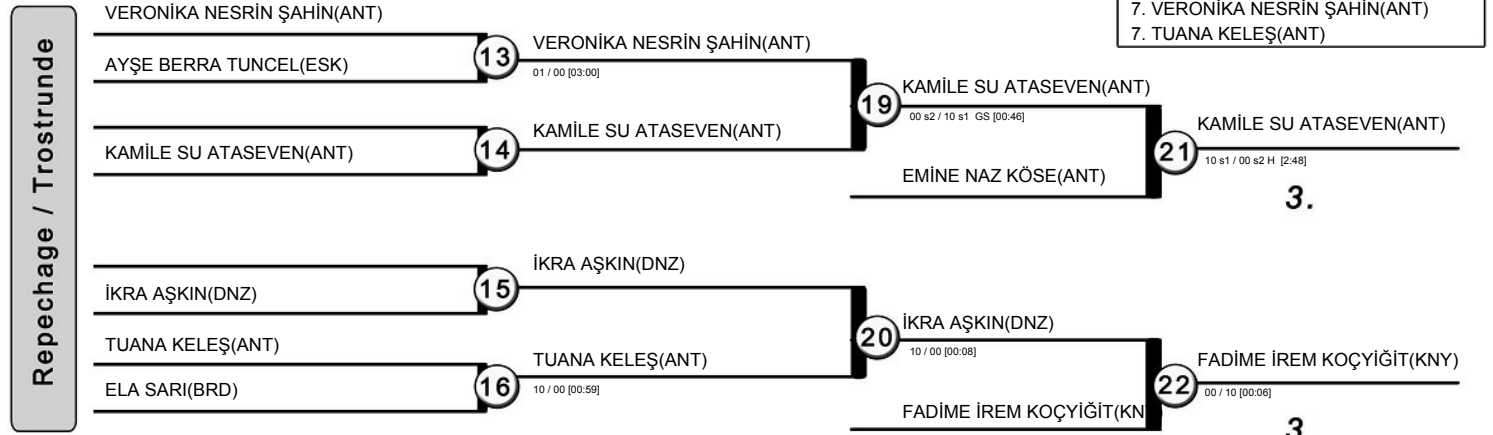 VERONİKA NESRİN ŞAHİN(ANT)
7. VERONİKA NESRİN ŞAHİN(ANT)
7. TUANA KELEŞ(ANT)
Repechage / Trostrunde
AYŞE BERRA TUNCEL(ESK)
13
VERONİKA NESRİN ŞAHİN(ANT)
01 / 00 [03:00]
KAMİLE SU ATASEVEN(ANT)
14
KAMİLE SU ATASEVEN(ANT)
19
KAMİLE SU ATASEVEN(ANT)
00 s2 / 10 s1 GS [00:46]
EMİNE NAZ KÖSE(ANT)
21
KAMİLE SU ATASEVEN(ANT)
10 s1 / 00 s2 H [2:48]
3.
İKRA AŞKIN(DNZ)
15
İKRA AŞKIN(DNZ)
TUANA KELEŞ(ANT)
ELA SARI(BRD)
16
TUANA KELEŞ(ANT)
10 / 00 [00:59]
20
İKRA AŞKIN(DNZ)
10 / 00 [00:08]
FADİME İREM KOÇYİĞİT(KN
22
FADİME İREM KOÇYİĞİT(KNY)
00 / 10 [00:06]
3